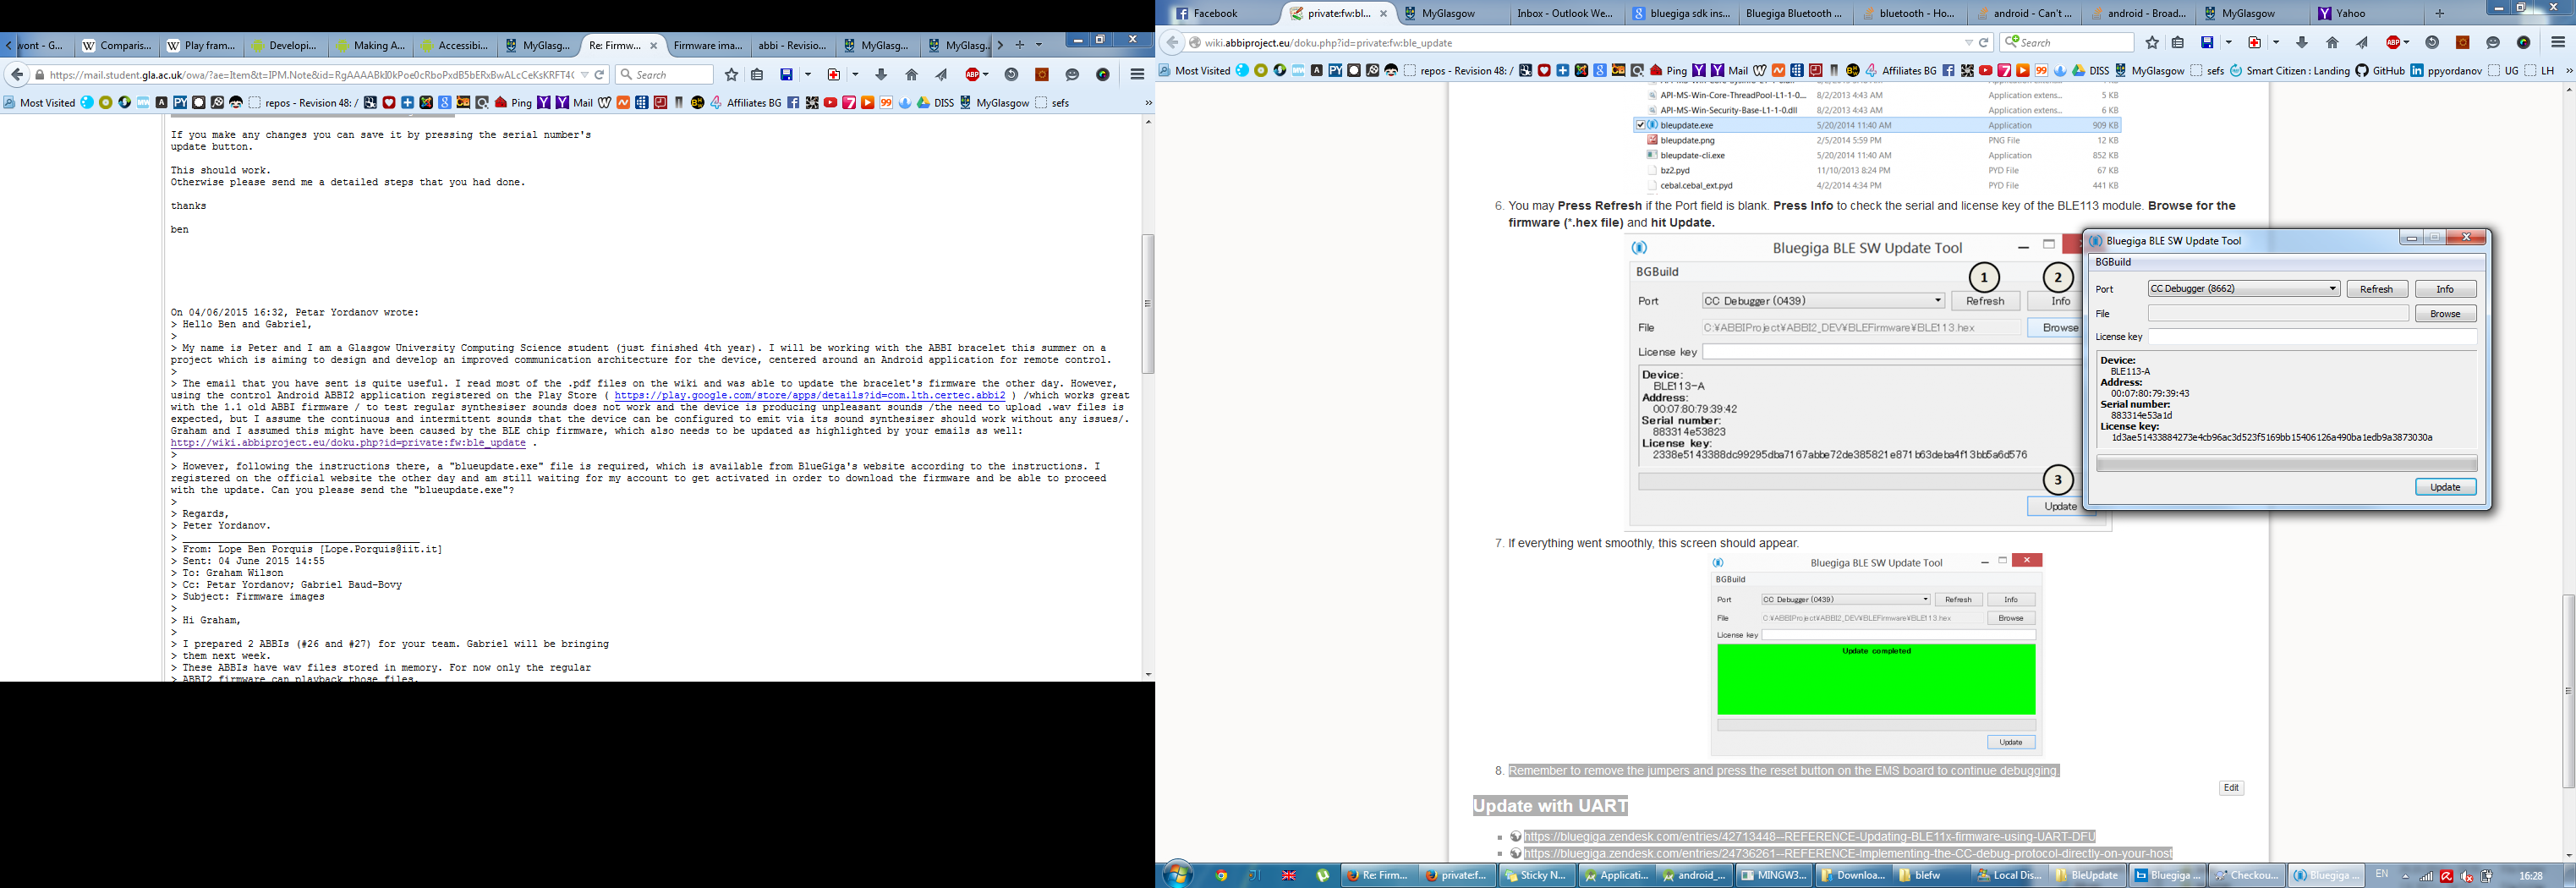 wont - G...
Comparis...
Play fram...
Developi...
Making A...
Accessibi...
MyGlasg...
Re: Firmw...
Firmware ima...
abbi - Revisio...
MyGlasg...
MyGlasg...
https://mail.student.gla.ac.uk/owa/?ae=Item&t=IPM.Note&id=RgAAAABkI0kPoe0cRboPxdB5bERxBwALcCeKsKRFT4C
Search
Most Visited
repos - Revision 48: /
Ping
Mail
Affiliates BG
DISS
MyGlasgow
sefs
If you make any changes you can save it by pressing the serial number's
update button.
This should work.
Otherwise please send me a detailed steps that you had done.
thanks
ben
On 04/06/2015 16:32, Petar Yordanov wrote:
> Hello Ben and Gabriel,
>
> My name is Peter and I am a Glasgow University Computing Science student (just finished 4th year). I will be working with the ABBI bracelet this summer on a
project which is aiming to design and develop an improved communication architecture for the device, centered around an Android application for remote control.
>
> The email that you have sent is quite useful. I read most of the .pdf files on the wiki and was able to update the bracelet's firmware the other day. However,
using the control Android ABBI2 application registered on the Play Store ( https://play.google.com/store/apps/details?id=com.lth.certec.abbi2 ) /which works great
with the 1.1 old ABBI firmware / to test regular synthesiser sounds does not work and the device is producing unpleasant sounds /the need to upload .wav files is
expected, but I assume the continuous and intermittent sounds that the device can be configured to emit via its sound synthesiser should work without any issues/.
Graham and I assumed this might have been caused by the BLE chip firmware, which also needs to be updated as highlighted by your emails as well:
http://wiki.abbiproject.eu/doku.php?id=private:fw:ble_update .
>
> However, following the instructions there, a "blueupdate.exe" file is required, which is available from BlueGiga's website according to the instructions. I
registered on the official website the other day and am still waiting for my account to get activated in order to download the firmware and be able to proceed
with the update. Can you please send the "blueupdate.exe"?
>
> Regards,
> Peter Yordanov.
> ________________________________________
> From: Lope Ben Porquis [Lope.Porquis@iit.it]
> Sent: 04 June 2015 14:55
> To: Graham Wilson
> Cc: Petar Yordanov; Gabriel Baud-Bovy
> Subject: Firmware images
>
> Hi Graham,
>
> I prepared 2 ABBIs (#26 and #27) for your team. Gabriel will be bringing
> them next week.
> These ABBIs have wav files stored in memory. For now only the regular
> ABBI2 firmware can playback those files.
Facebook
private:fw:bl...
MyGlasgow
Inbox - Outlook We...
bluegiga sdk ins...
Bluegiga Bluetooth ...
bluetooth - Ho...
android - Can't ...
android - Broad...
MyGlasgow
Yahoo
wiki.abbiproject.eu/doku.php?id=private:fw:ble_update
Search
Most Visited
repos - Revision 48: /
Ping
Mail
Affiliates BG
DISS
MyGlasgow
sefs
Smart Citizen : Landing
GitHub
ppyordanov
UG
LH
API-MS-Win-Core-ThreadPool-L1-1-0... 8/2/2013 4:43 AM Application extens... 5 KB
API-MS-Win-Security-Base-L1-1-0.dll 8/2/2013 4:43 AM Application extens... 6 KB
bleupdate.exe 5/20/2014 11:40 AM Application 909 KB
bleupdate.png 2/5/2014 5:59 PM PNG File 12 KB
bleupdate-cli.exe 5/20/2014 11:40 AM Application 852 KB
bz2.pyd 11/10/2013 8:24 PM PYD File 67 KB
cebal.cebal_ext.pyd 4/2/2014 4:34 PM PYD File 441 KB
6. You may Press Refresh if the Port field is blank. Press Info to check the serial and license key of the BLE113 module. Browse for the
firmware (*.hex file) and hit Update.
Bluegiga BLE SW Update Tool
BGBuild
1
2
Port CC Debugger (0439) Refresh Info
File C:¥ABBIProject¥ABBI2_DEV¥BLEFirmware¥BLE113.hex Browse
License key
Device:
BLE113-A
Address:
00:07:80:79:39:42
Serial number:
883314e53823
License key:
2338e5143388dc99295dba7167abbe72de385821e871b63deba4f13bb5a6d576
3
Update
Bluegiga BLE SW Update Tool
BGBuild
Port CC Debugger (8662) Refresh Info
File Browse
License key
Device:
BLE113-A
Address:
00:07:80:79:39:43
Serial number:
883314e53a1d
License key:
1d3ae51433884273e4cb96ac3d523f5169bb15406126a490ba1edb9a3873030a
Update
7. If everything went smoothly, this screen should appear.
Bluegiga BLE SW Update Tool
BGBuild
Port CC Debugger (0439) Refresh Info
File C:¥ABBIProject¥ABBI2_DEV¥BLEFirmware¥BLE113.hex Browse
License key
Update completed
Update
8. Remember to remove the jumpers and press the reset button on the EMS board to continue debugging.
Edit
Update with UART
https://bluegiga.zendesk.com/entries/42713448--REFERENCE-Updating-BLE11x-firmware-using-UART-DFU
https://bluegiga.zendesk.com/entries/24736261--REFERENCE-Implementing-the-CC-debug-protocol-directly-on-your-host
Re: Firm...
private:f...
Sticky N...
Applicati...
android_...
MINGW3...
Downloa...
blefw
Local Dis...
BleUpdate
Bluegiga ...
Checkou...
Bluegiga ...
EN
16:28